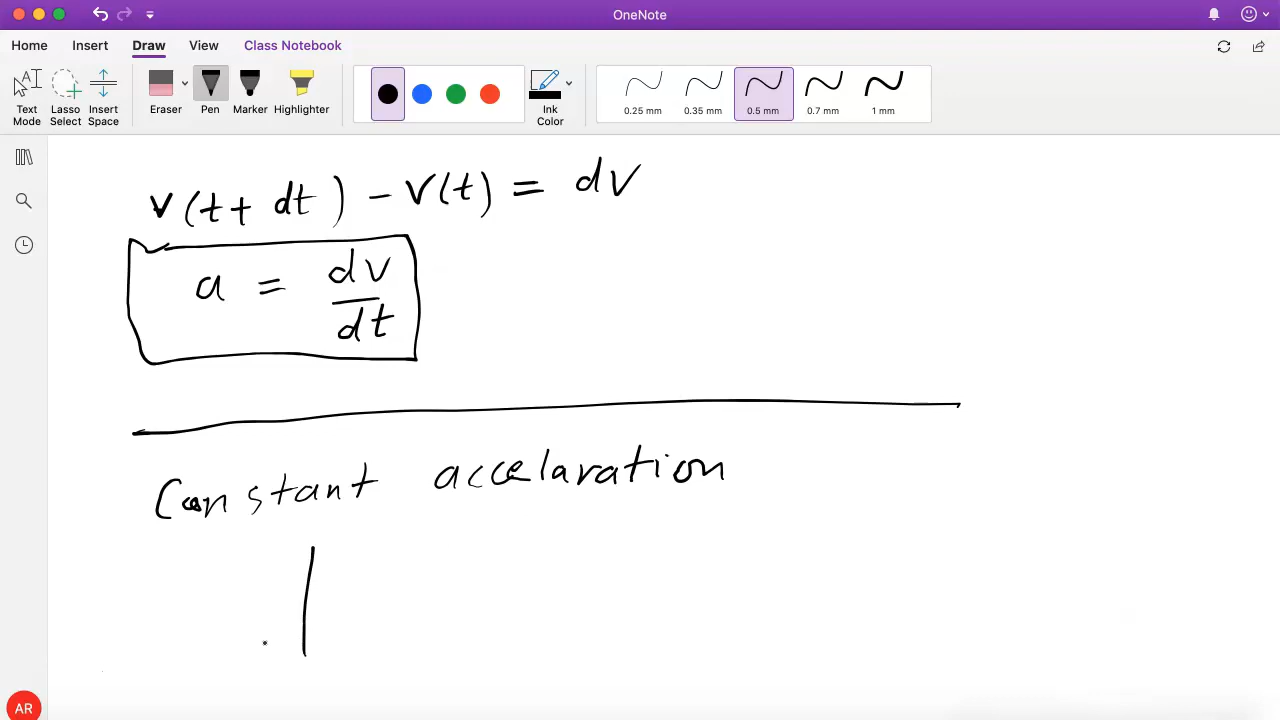 OneNote
Home Insert Draw View Class Notebook
Text Mode Lasso Select Insert Space Eraser Pen Marker Highlighter Ink Color 0.25 mm 0.35 mm 0.5 mm 0.7 mm 1 mm
v(t+ dt) - v(t) = dv
a = dv/dt
Constant accelaration
AR